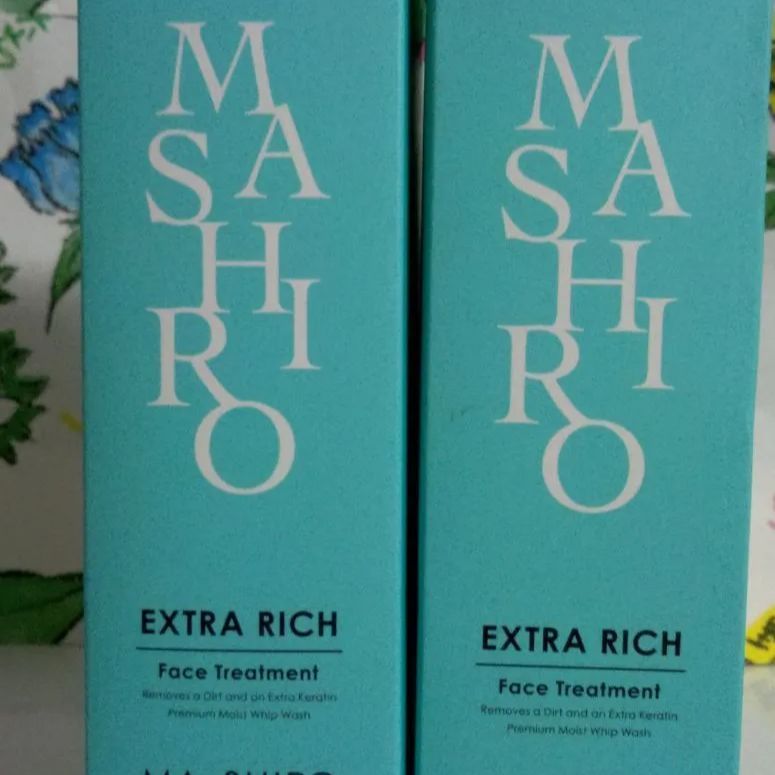 MASHIRO
EXTRA RICH
Face Treatment
Removes a Dirt and an Extra Keratin
Premium Moist Whip Wash
MASHIRO
EXTRA RICH
Face Treatment
Removes a Dirt and an Extra Keratin
Premium Moist Whip Wash